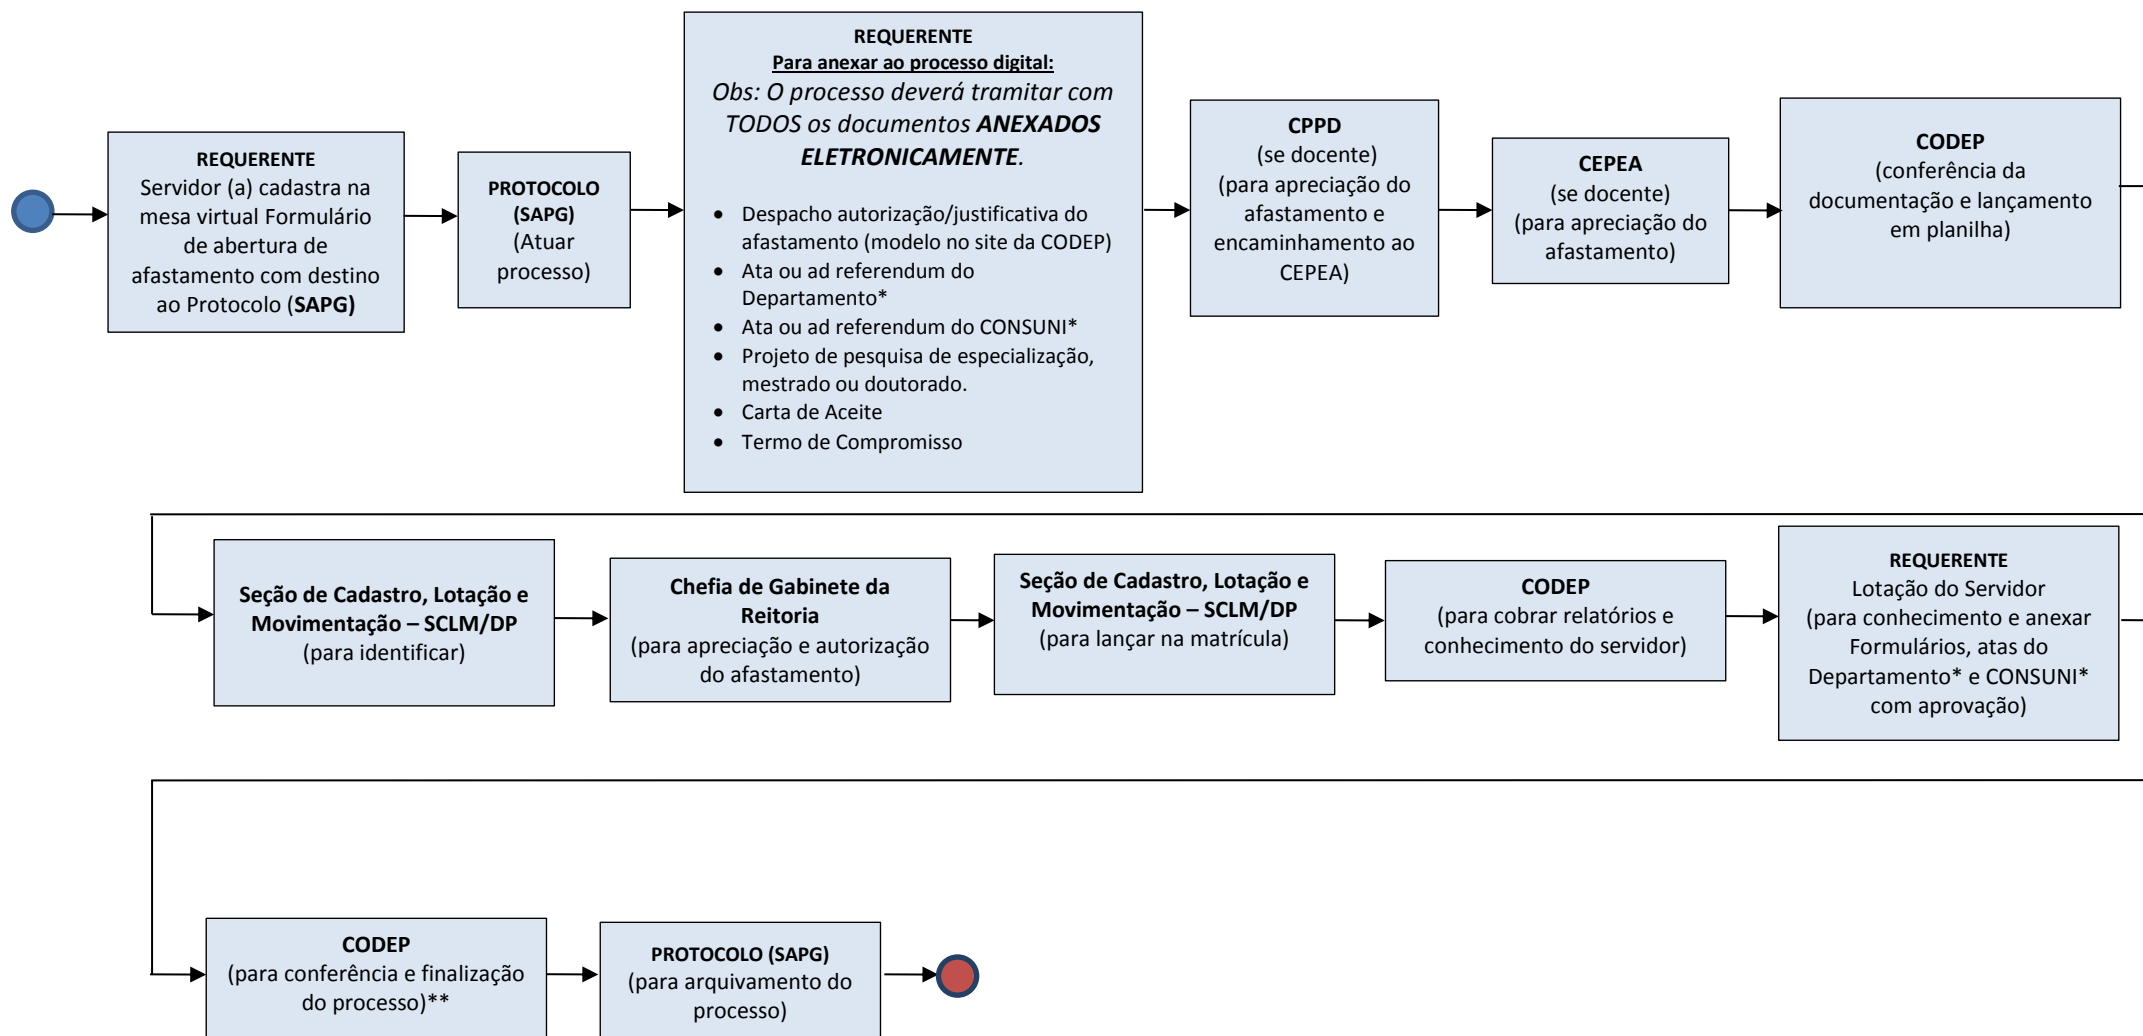 REQUERENTE
Servidor (a) cadastra na
mesa virtual Formulário
de abertura de
afastamento com destino
ao Protocolo (SAPG)
PROTOCOLO
(SAPG)
(Atuar
processo)
REQUERENTE
Para anexar ao processo digital:
Obs: O processo deverá tramitar com
TODOS os documentos ANEXADOS
ELETRONICAMENTE.
• Despacho autorização/justificativa do
afastamento (modelo no site da CODEP)
• Ata ou ad referendum do
Departamento*
• Ata ou ad referendum do CONSUNI*
• Projeto de pesquisa de especialização,
mestrado ou doutorado.
• Carta de Aceite
• Termo de Compromisso
CPPD
(se docente)
(para apreciação do
afastamento e
encaminhamento ao
CEPEA)
CEPEA
(se docente)
(para apreciação do
afastamento)
CODEP
(conferência da
documentação e lançamento
em planilha)
Seção de Cadastro, Lotação e
Movimentação – SCLM/DP
(para identificar)
Chefia de Gabinete da
Reitoria
(para apreciação e autorização
do afastamento)
Seção de Cadastro, Lotação e
Movimentação – SCLM/DP
(para lançar na matrícula)
CODEP
(para cobrar relatórios e
conhecimento do servidor)
REQUERENTE
Lotação do Servidor
(para conhecimento e anexar
Formulários, atas do
Departamento* e CONSUNI*
com aprovação)
CODEP
(para conferência e finalização
do processo)**
PROTOCOLO (SAPG)
(para arquivamento do
processo)